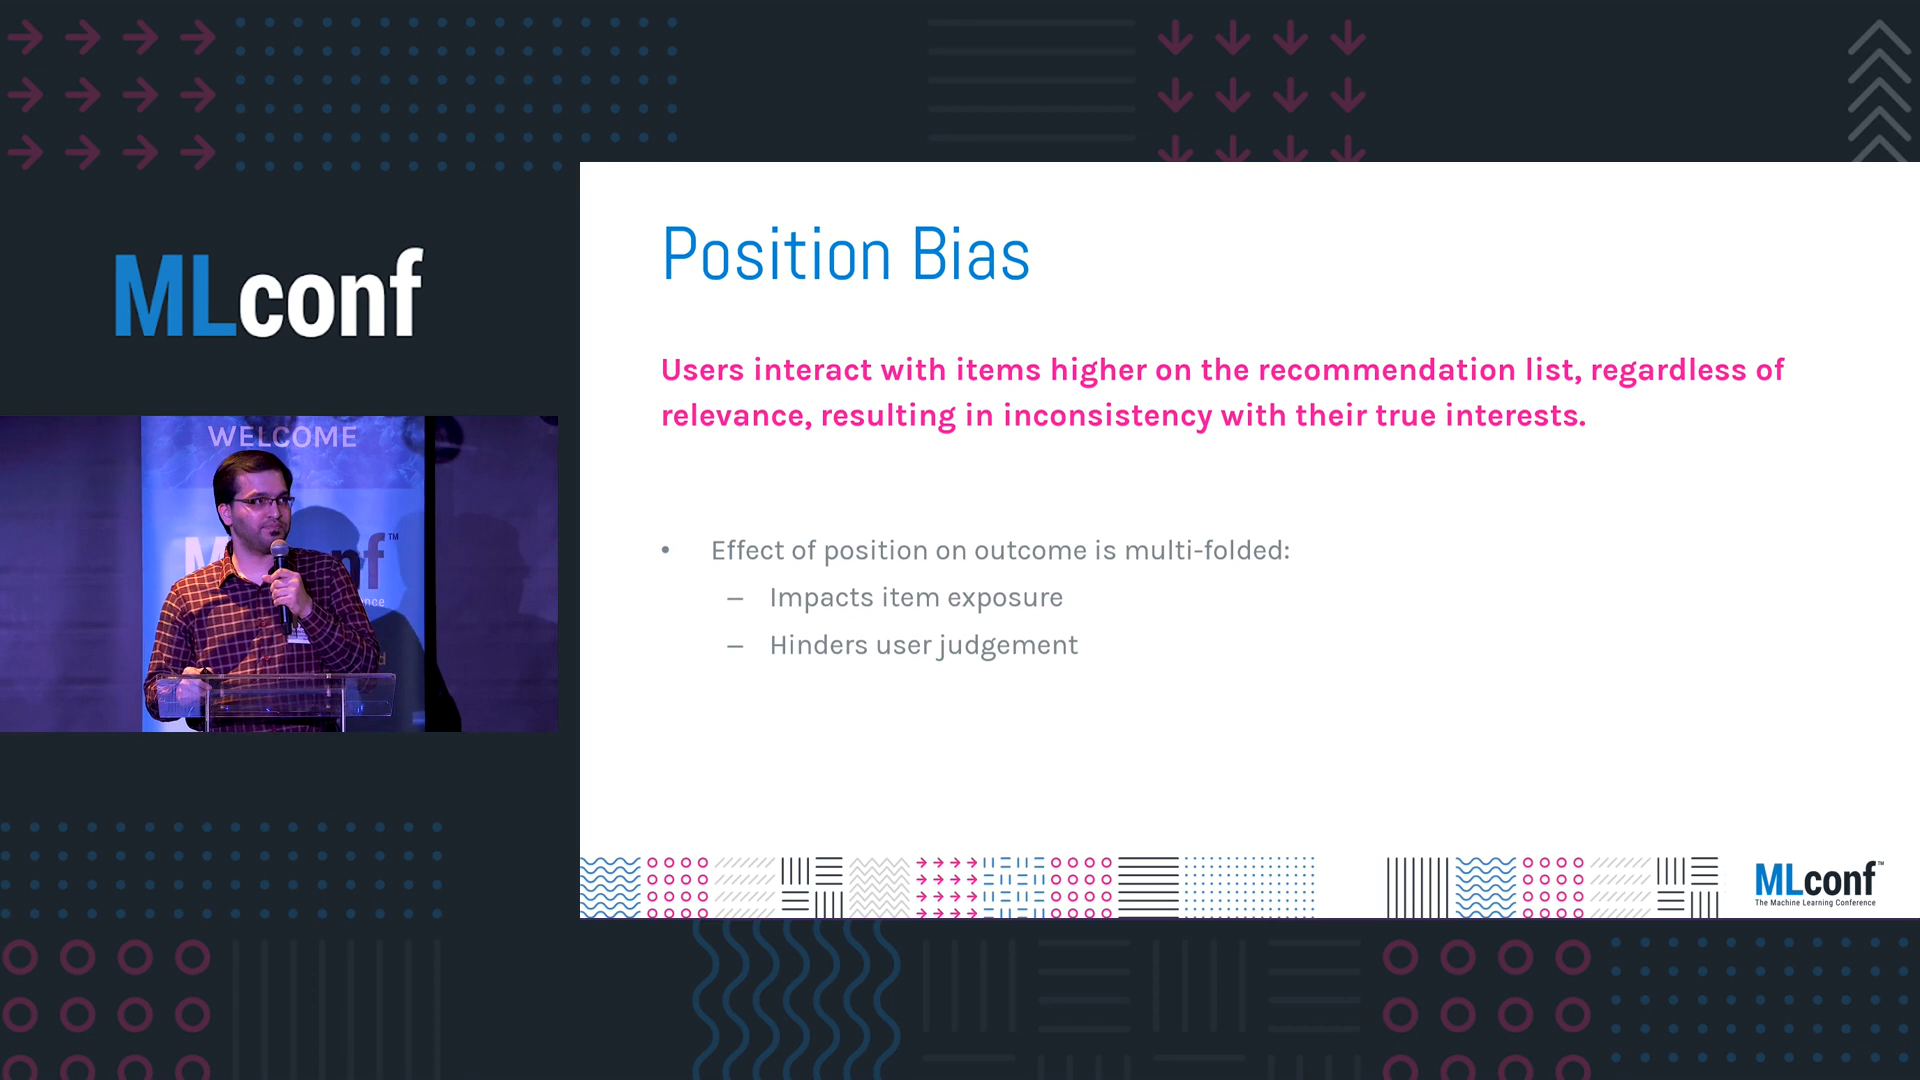 MLconf
WELCOME
Position Bias
Users interact with items higher on the recommendation list, regardless of
relevance, resulting in inconsistency with their true interests.
• Effect of position on outcome is multi-folded:
– Impacts item exposure
– Hinders user judgement
MLconf™
The Machine Learning Conference